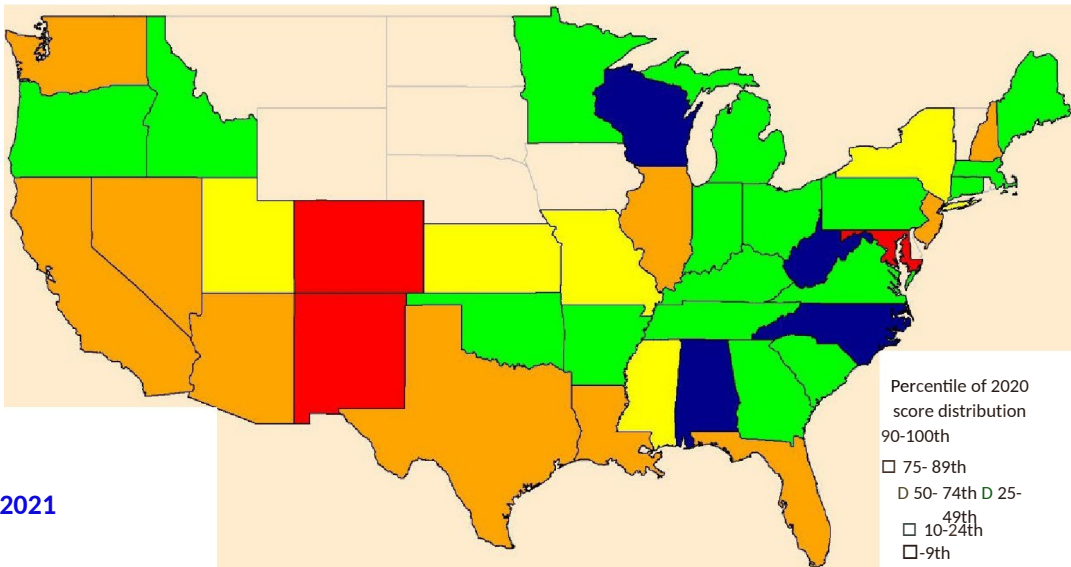 Percentile of 2020
score distribution
90-100th
□ 75- 89th
D 50- 74th D 25-
49th
□ 10-24th
□-9th
2021